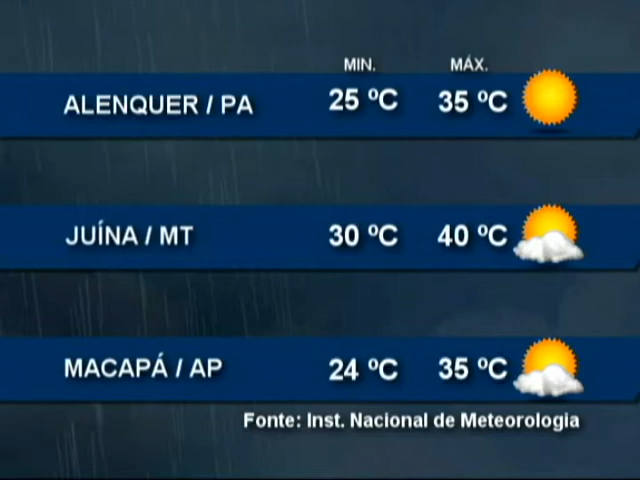 MIN. MÁX.
ALENQUER / PA 25 ºC 35 ºC
JUÍNA / MT 30 ºC 40 ºC
MACAPÁ / AP 24 ºC 35 ºC
Fonte: Inst. Nacional de Meteorologia